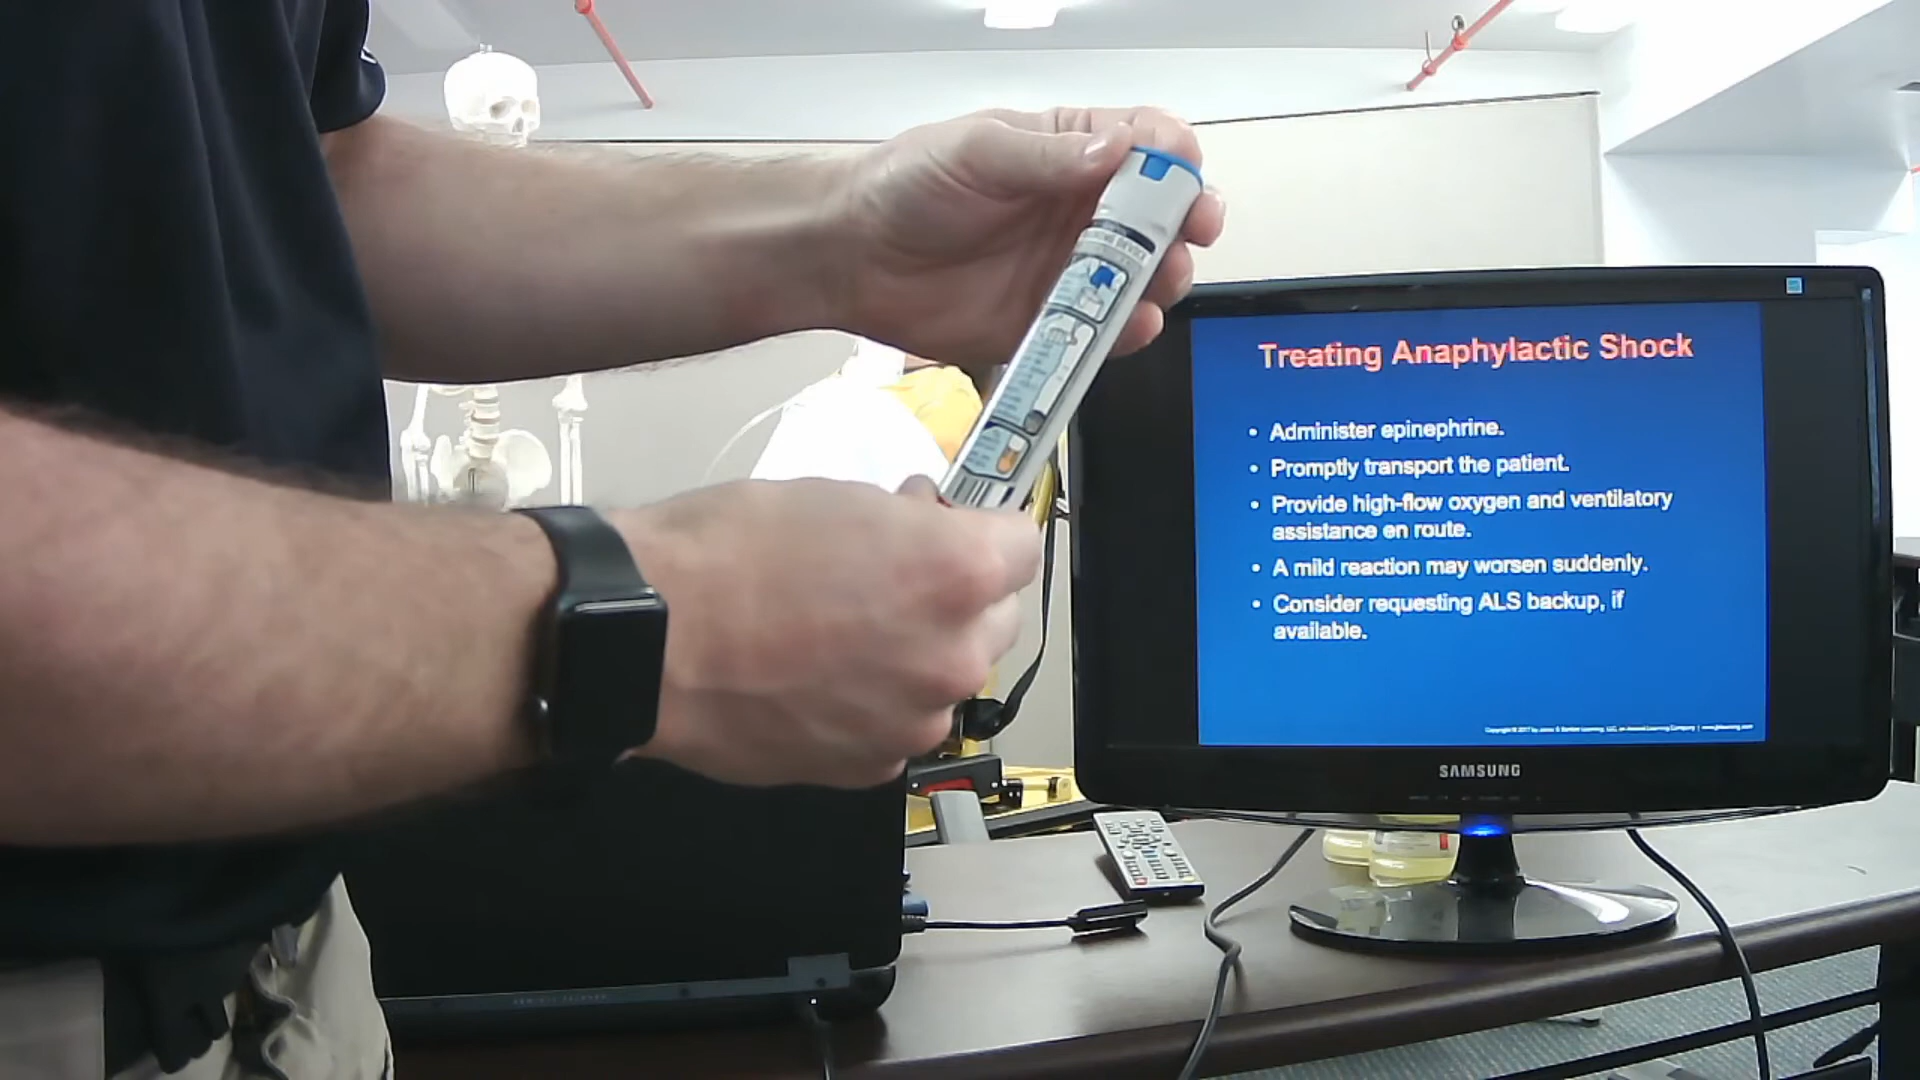 Treating Anaphylactic Shock
• Administer epinephrine.
• Promptly transport the patient.
• Provide high-flow oxygen and ventilatory
assistance en route.
• A mild reaction may worsen suddenly.
• Consider requesting ALS backup, if
available.
SAMSUNG